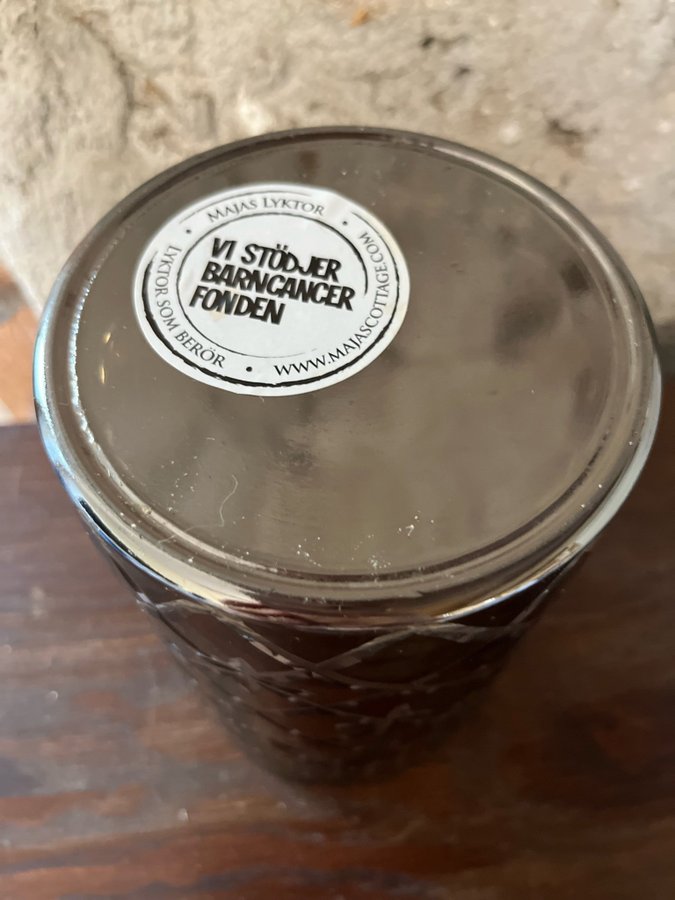 MAJAS LYKTOR
VI STÖDJER
BARNCANCER
FONDEN
LYKTOR SOM BERÖR
WWW.MAJASCOTTAGE.COM